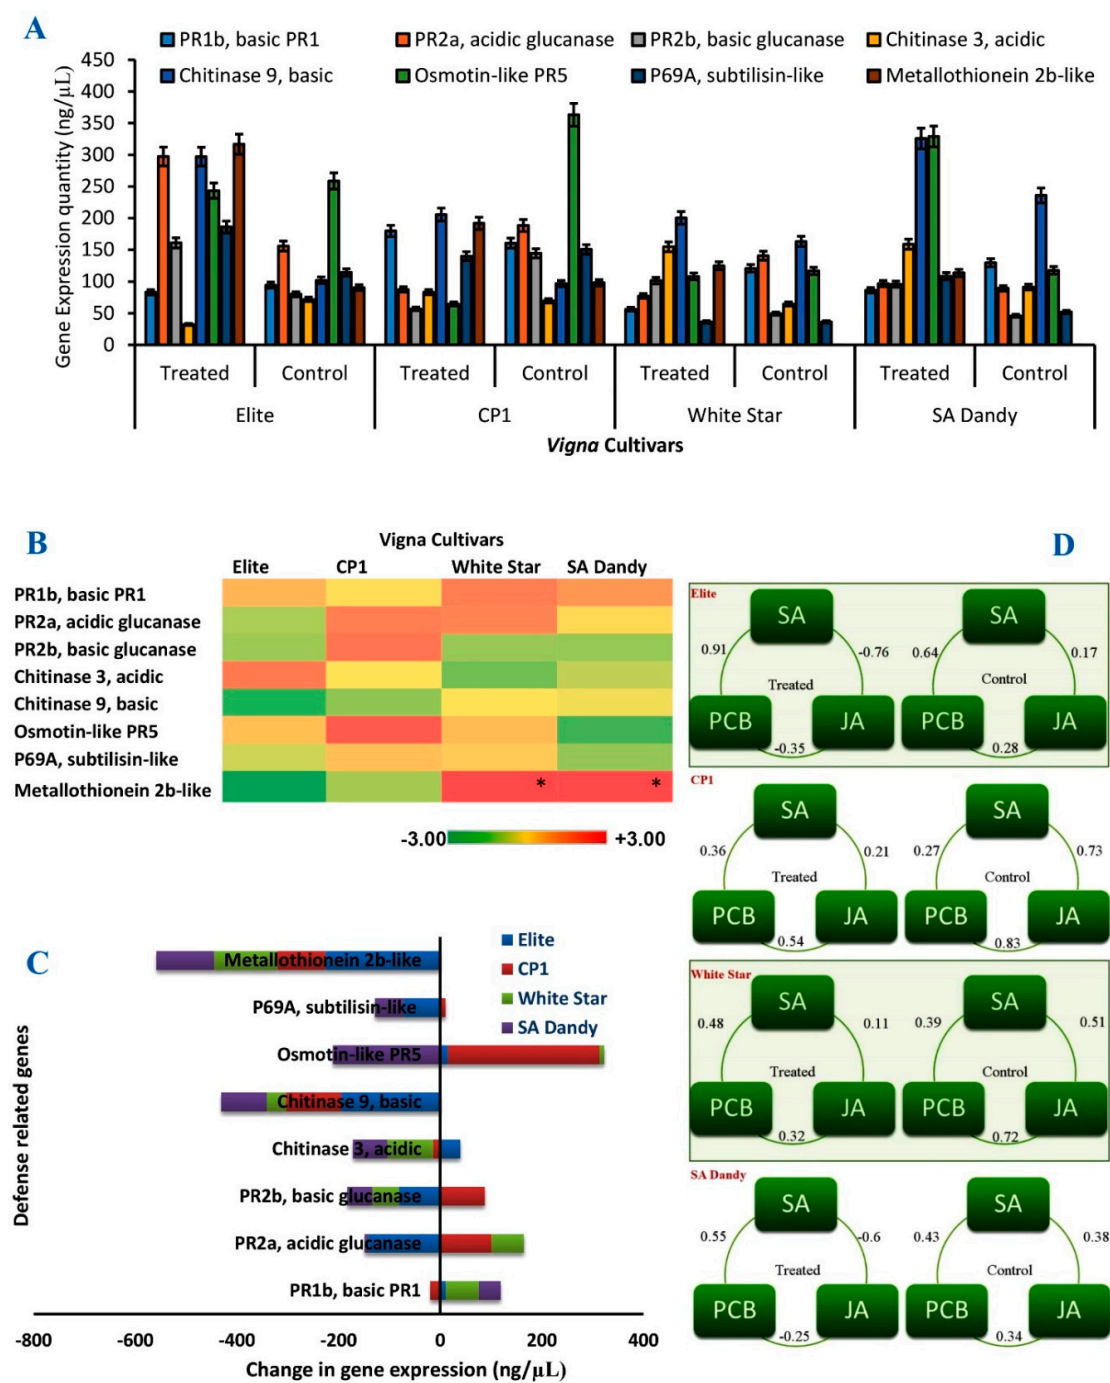 A
PR1b, basic PR1 PR2a, acidic glucanase PR2b, basic glucanase Chitinase 3, acidic
Chitinase 9, basic Osmotin-like PR5 P69A, subtilisin-like Metallothionein 2b-like
Gene Expression quantity (ng/µL)
450
400
350
300
250
200
150
100
50
0
Treated Control Treated Control Treated Control Treated Control
Elite CP1 White Star SA Dandy
Vigna Cultivars
B
Vigna Cultivars
Elite CP1 White Star SA Dandy
PR1b, basic PR1
PR2a, acidic glucanase
PR2b, basic glucanase
Chitinase 3, acidic
Chitinase 9, basic
Osmotin-like PR5
P69A, subtilisin-like
Metallothionein 2b-like * *
-3.00 +3.00
C
Elite
CP1
White Star
SA Dandy
Defense related genes
Metallothionein 2b-like
P69A, subtilisin-like
Osmotin-like PR5
Chitinase 9, basic
Chitinase 3, acidic
PR2b, basic glucanase
PR2a, acidic glucanase
PR1b, basic PR1
-800 -600 -400 -200 0 200 400 600 800
Change in gene expression (ng/µL)
D
Elite
SA SA
0.91 -0.76 0.64 0.17
Treated Control
PCB JA PCB JA
-0.35 0.28
CP1
SA SA
0.36 0.21 0.27 0.73
Treated Control
PCB JA PCB JA
0.54 0.83
White Star
SA SA
0.48 0.11 0.39 0.51
Treated Control
PCB JA PCB JA
0.32 0.72
SA Dandy
SA SA
0.55 -0.6 0.43 0.38
Treated Control
PCB JA PCB JA
-0.25 0.34